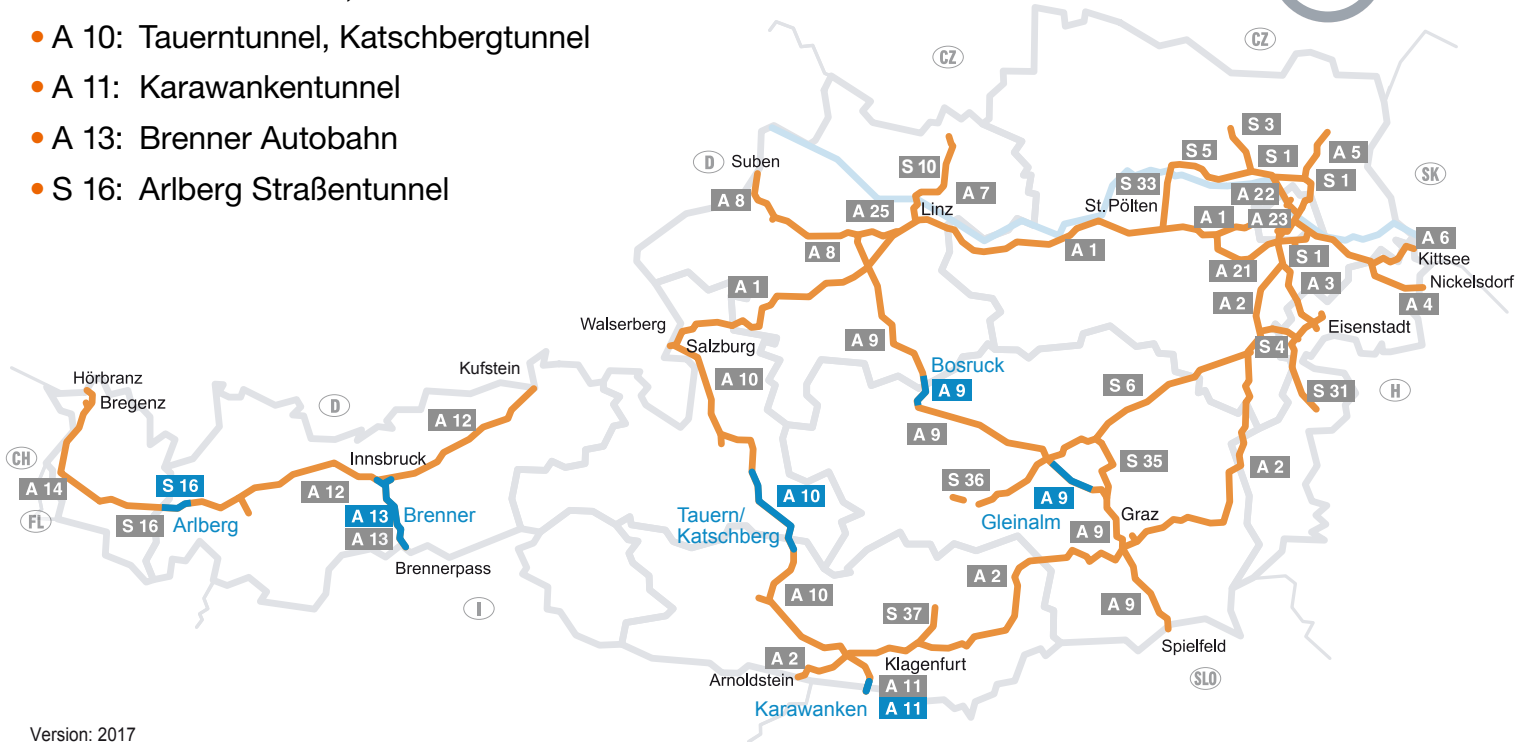 • A 10: Tauerntunnel, Katschbergtunnel
• A 11: Karawankentunnel
• A 13: Brenner Autobahn
• S 16: Arlberg Straßentunnel
CZ
CZ
D
Suben
A 8
S 10
A 7
A 25
Linz
A 8
S 3
S 5
S 1
A 5
S 33
A 22
S 1
SK
St. Pölten
A 1
A 23
A 1
A 6
Kittsee
S 1
A 21
A 3
Nickelsdorf
A 4
A 2
Eisenstadt
A 1
Walserberg
Salzburg
A 9
S 4
A 10
Bosruck
A 9
S 6
S 31
H
Kufstein
Hörbranz
Bregenz
D
A 12
A 9
Innsbruck
CH
A 14
S 16
A 12
FL
S 16
Arlberg
A 13
Brenner
A 13
Brennerpass
I
A 10
Tauern/
Katschberg
S 36
S 35
A 2
A 9
Gleinalm
Graz
A 9
A 2
A 10
A 9
S 37
Spielfeld
A 2
Klagenfurt
Arnoldstein
A 11
SLO
Karawanken
A 11
Version: 2017